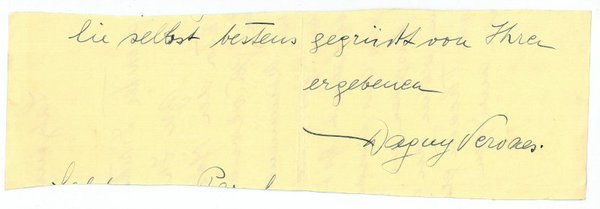 Sie selbst bestens gegrüßt von Ihrer
ergebenen
Dagny Servaes.